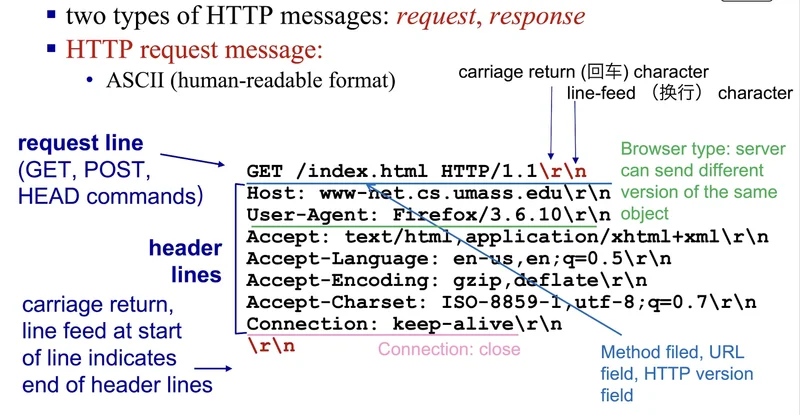 two types of HTTP messages: request, response
HTTP request message:
ASCII (human-readable format)
carriage return (回车) character
line-feed （换行） character
request line
(GET, POST,
HEAD commands）
GET /index.html HTTP/1.1\r\n
Host: www-net.cs.umass.edu\r\n
User-Agent: Firefox/3.6.10\r\n
Accept: text/html,application/xhtml+xml\r\n
Accept-Language: en-us,en;q=0.5\r\n
Accept-Encoding: gzip,deflate\r\n
Accept-Charset: ISO-8859-1,utf-8;q=0.7\r\n
Connection: keep-alive\r\n
\r\n
Browser type: server
can send different
version of the same
object
header
lines
carriage return,
line feed at start
of line indicates
end of header lines
Connection: close
Method filed, URL
field, HTTP version
field